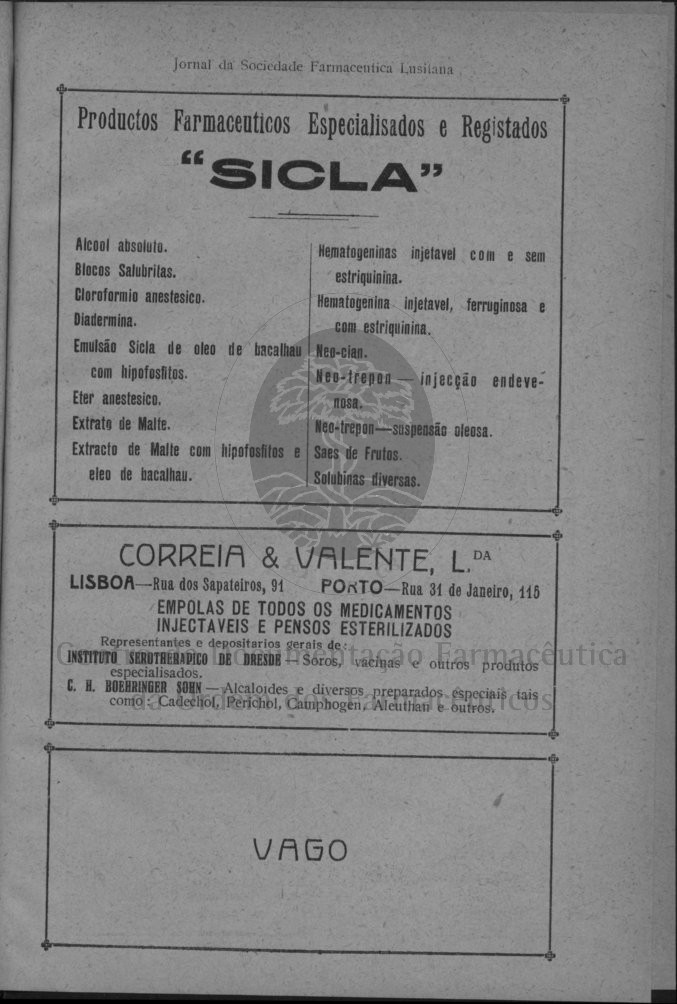 Jornal da Sociedade Farmaceutica Lusitana
Productos Farmaceuticos Especialisados e Registados
"SICLA"
Alcool absoluto.
Blocos Salubritas.
Cloroformio anestesico.
Diadermina.
Emulsão Sicla de oleo de bacalhau
com hipofosfitos.
Eter anestesico.
Extrato de Malte.
Extracto de Malte com hipofosfitos e
oleo de bacalhau.
Hematogeninas injetavel com e sem
estriquinina.
Hematogenina injetavel, ferruginosa e
com estriquinina.
Neo-cian.
Neo-trepon — injecção endeve-
nosa.
Neo-trepon—suspensão oleosa.
Saes de Frutos.
Solubinas diversas.
CORREIA & VALENTE, L.DA
LISBOA—Rua dos Sapateiros, 91 PORTO—Rua 31 de Janeiro, 115
EMPOLAS DE TODOS OS MEDICAMENTOS
INJECTAVEIS E PENSOS ESTERILIZADOS
Representantes e depositarios gerais de:
INSTITUTO SEROTHERAPICO DE DRESDE — Soros, vacinas e outros produtos
especialisados.
C. H. BOEHRINGER SOHN — Alcaloides e diversos preparados especiais tais
como: Cadechol, Perichol, Camphogen, Aleuthan e outros.
VAGO